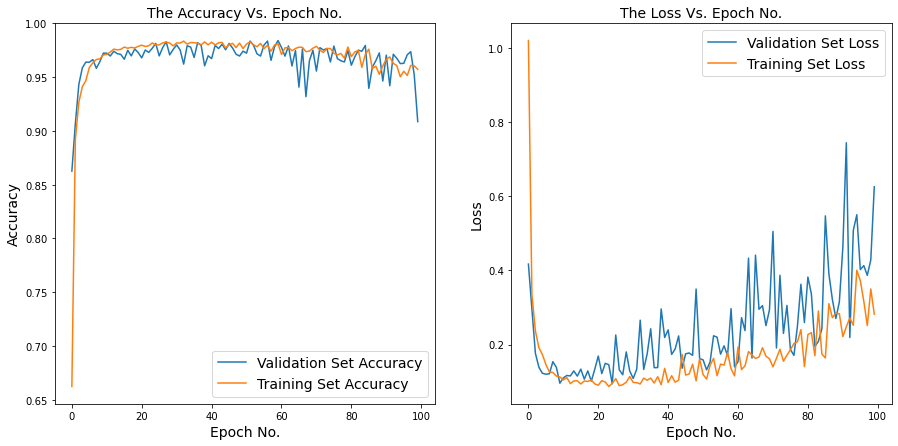 The Accuracy Vs. Epoch No.
1.00
0.95
0.90
0.85
0.80
0.75
0.70
0.65
Accuracy
Validation Set Accuracy
Training Set Accuracy
0 20 40 60 80 100
Epoch No.
The Loss Vs. Epoch No.
Validation Set Loss
Training Set Loss
1.0
0.8
0.6
0.4
0.2
Loss
0 20 40 60 80 100
Epoch No.